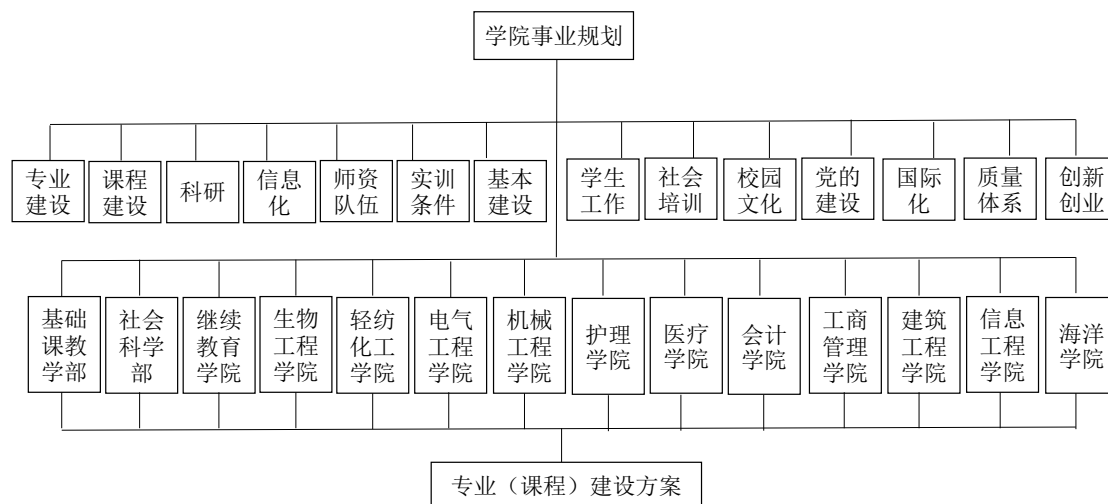 学院事业规划
专业
建设
课程
建设
科研
信息
化
师资
队伍
实训
条件
基本
建设
学生
工作
社会
培训
校园
文化
党的
建设
国际
化
质量
体系
创新
创业
基础
课教
学部
社会
科学
部
继续
教育
学院
生物
工程
学院
轻纺
化工
学院
电气
工程
学院
机械
工程
学院
护理
学院
医疗
学院
会计
学院
工商
管理
学院
建筑
工程
学院
信息
工程
学院
海洋
学院
专业（课程）建设方案